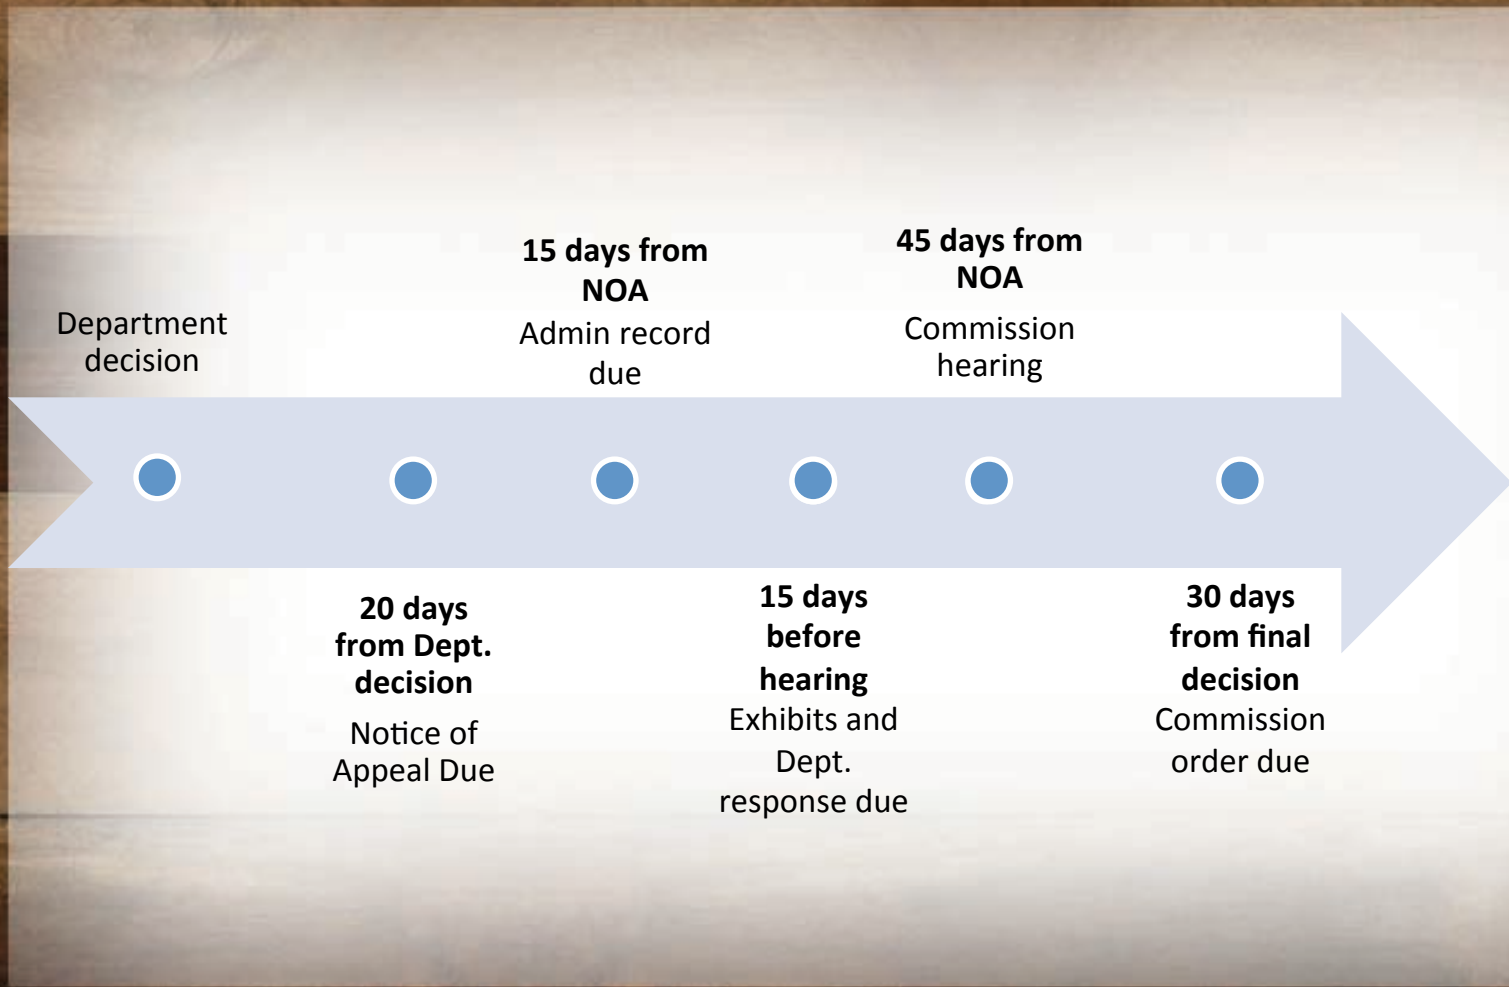 Department
decision
20 days
from Dept.
decision
Notice of
Appeal Due
15 days from
NOA
Admin record
due
15 days
before
hearing
Exhibits and
Dept.
response due
45 days from
NOA
Commission
hearing
30 days
from final
decision
Commission
order due